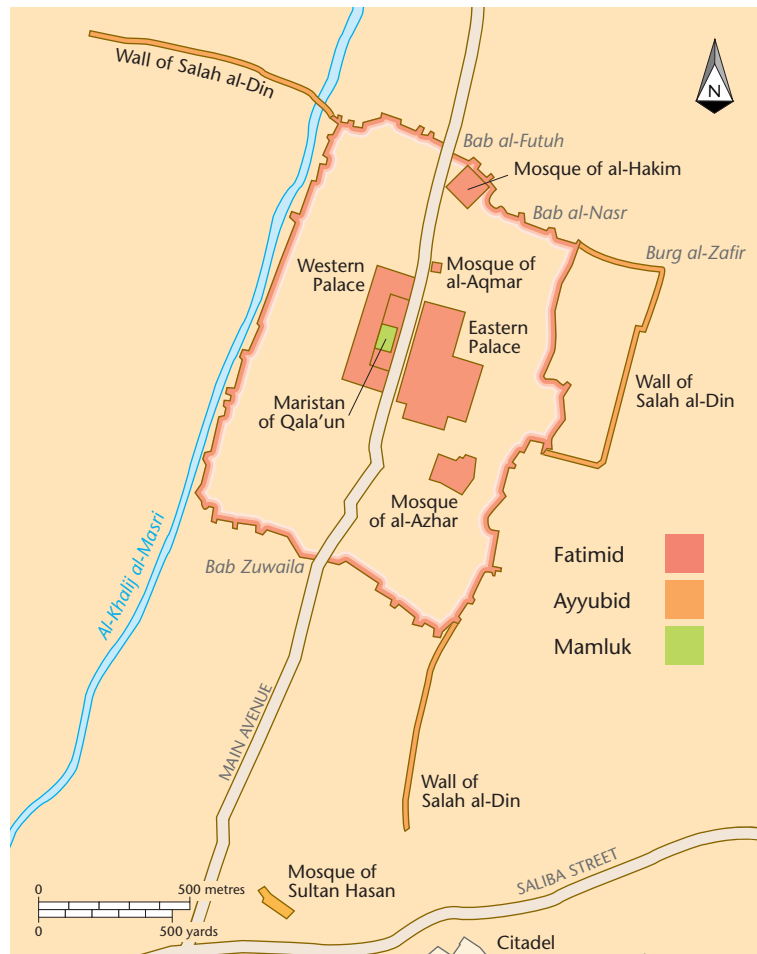 Wall of Salah al-Din
N
Bab al-Futuh
Mosque of al-Hakim
Bab al-Nasr
Burg al-Zafir
Western
Palace
Mosque of
al-Aqmar
Eastern
Palace
Wall of
Salah al-Din
Maristan
of Qala'un
Mosque
of al-Azhar
Al-Khalij al-Masri
Bab Zuwaila
Fatimid
Ayyubid
Mamluk
MAIN AVENUE
Wall of
Salah al-Din
Mosque of
Sultan Hasan
SALIBA STREET
Citadel
0 500 metres
0 500 yards